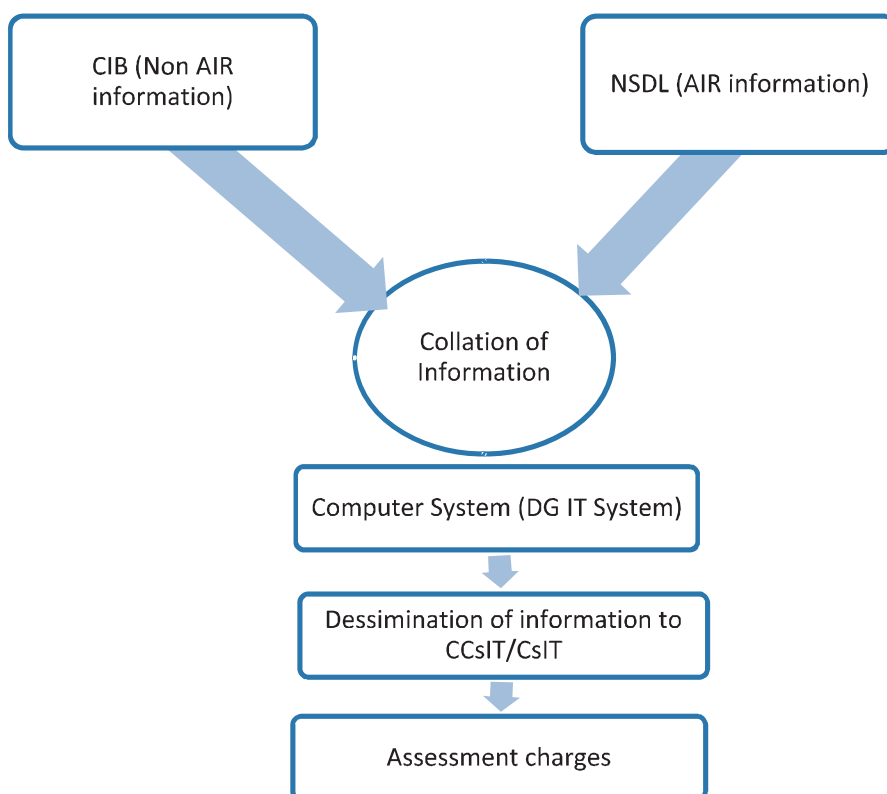 CIB (Non AIR
information)
NSDL (AIR information)
Collation of
Information
Computer System (DG IT System)
Dessimination of information to
CCsIT/CsIT
Assessment charges